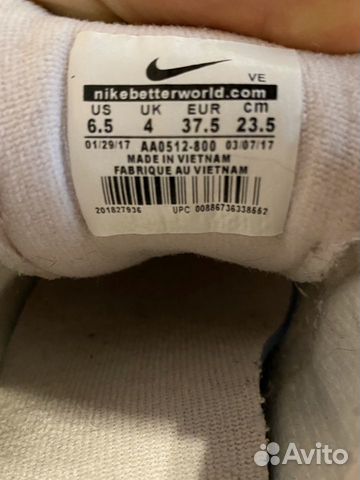 VE
nikebetterworld.com
US UK EUR cm
6.5 4 37.5 23.5
01/29/17 AA0512-800 03/07/17
MADE IN VIETNAM
FABRIQUE AU VIETNAM
201827936 UPC 00886736338552
Avito